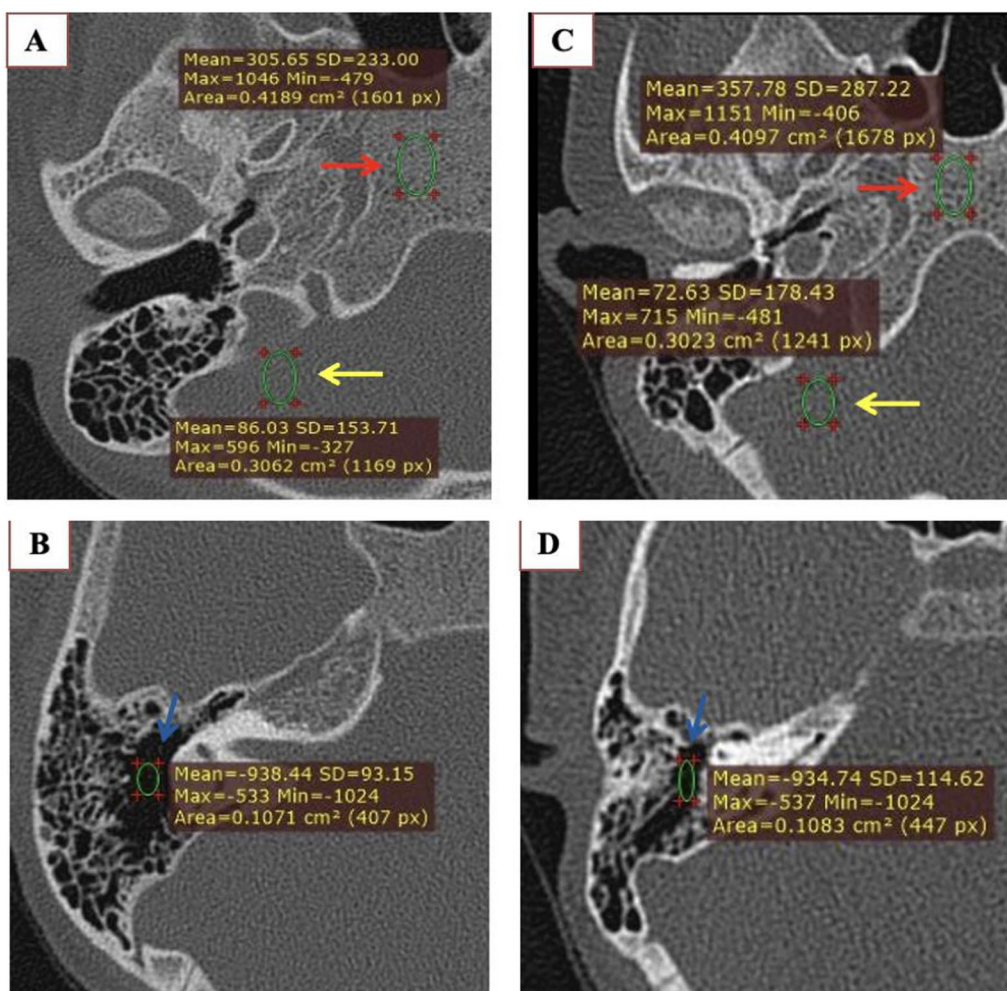 A
Mean=305.65 SD=233.00
Max=1046 Min=-479
Area=0.4189 cm² (1601 px)
Mean=86.03 SD=153.71
Max=596 Min=-327
Area=0.3062 cm² (1169 px)
C
Mean=357.78 SD=287.22
Max=1151 Min=-406
Area=0.4097 cm² (1678 px)
Mean=72.63 SD=178.43
Max=715 Min=-481
Area=0.3023 cm² (1241 px)
B
Mean=-938.44 SD=93.15
Max=-533 Min=-1024
Area=0.1071 cm² (407 px)
D
Mean=-934.74 SD=114.62
Max=-537 Min=-1024
Area=0.1083 cm² (447 px)